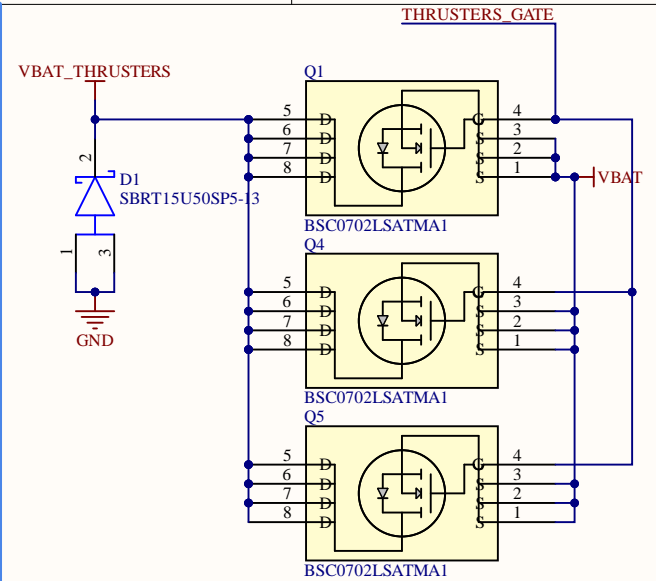 THRUSTERS_GATE
VBAT_THRUSTERS
Q1
5 D G 4
6 D S 3
7 D S 2
8 D S 1
VBAT
BSC0702LSATMA1
2
D1
SBRT15U50SP5-13
1
3
GND
Q4
5 D G 4
6 D S 3
7 D S 2
8 D S 1
BSC0702LSATMA1
Q5
5 D G 4
6 D S 3
7 D S 2
8 D S 1
BSC0702LSATMA1